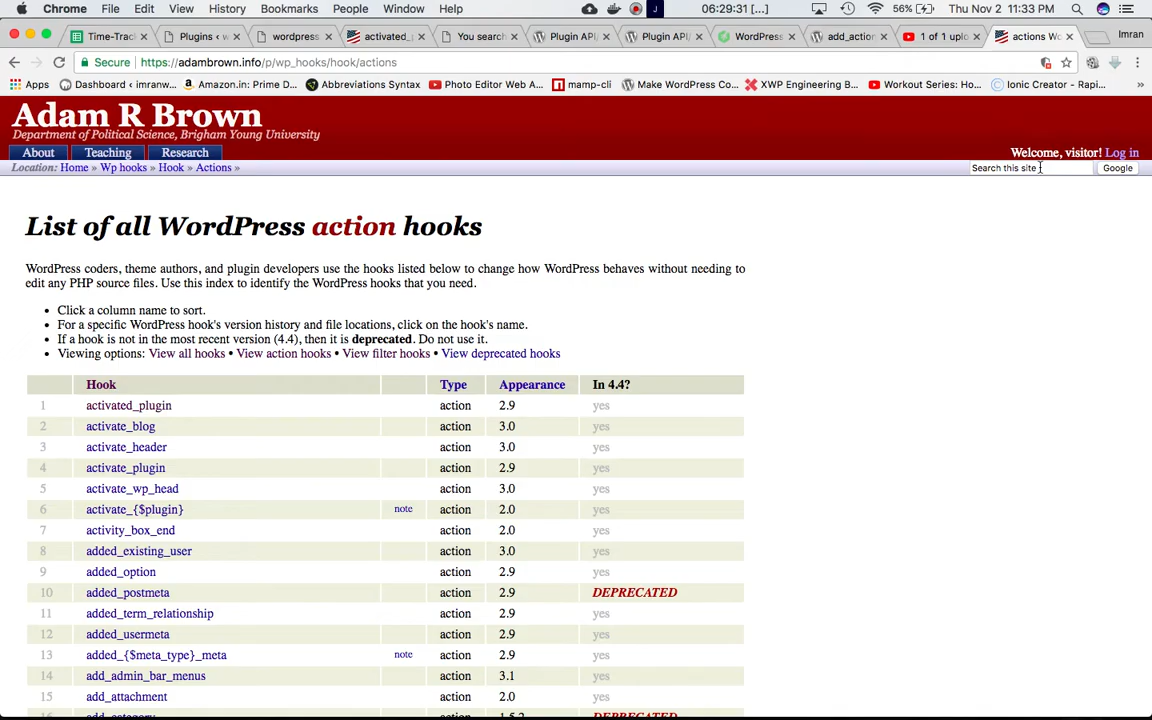 Chrome File Edit View History Bookmarks People Window Help 06:29:31 [...] 56% Thu Nov 2 11:33 PM
Time-Trac Plugins ‹ w wordpress activated_ You search Plugin API/ Plugin API/ WordPress add_action 1 of 1 uplo actions Wo Imran
Secure https://adambrown.info/p/wp_hooks/hook/actions
Apps Dashboard ‹ imranw... Amazon.in: Prime D... Abbreviations Syntax Photo Editor Web A... mamp-cli Make WordPress Co... XWP Engineering B... Workout Series: Ho... Ionic Creator - Rapi... »
Adam R Brown
Department of Political Science, Brigham Young University
About Teaching Research Welcome, visitor! Log in
Location: Home » Wp hooks » Hook » Actions » Search this site Google
List of all WordPress action hooks
WordPress coders, theme authors, and plugin developers use the hooks listed below to change how WordPress behaves without needing to
edit any PHP source files. Use this index to identify the WordPress hooks that you need.
• Click a column name to sort.
• For a specific WordPress hook's version history and file locations, click on the hook's name.
• If a hook is not in the most recent version (4.4), then it is deprecated. Do not use it.
• Viewing options: View all hooks • View action hooks • View filter hooks • View deprecated hooks
Hook Type Appearance In 4.4?
1 activated_plugin action 2.9 yes
2 activate_blog action 3.0 yes
3 activate_header action 3.0 yes
4 activate_plugin action 2.9 yes
5 activate_wp_head action 3.0 yes
6 activate_{$plugin} note action 2.0 yes
7 activity_box_end action 2.0 yes
8 added_existing_user action 3.0 yes
9 added_option action 2.9 yes
10 added_postmeta action 2.9 DEPRECATED
11 added_term_relationship action 2.9 yes
12 added_usermeta action 2.9 yes
13 added_{$meta_type}_meta note action 2.9 yes
14 add_admin_bar_menus action 3.1 yes
15 add_attachment action 2.0 yes
16 add_category action 1.5.2 DEPRECATED